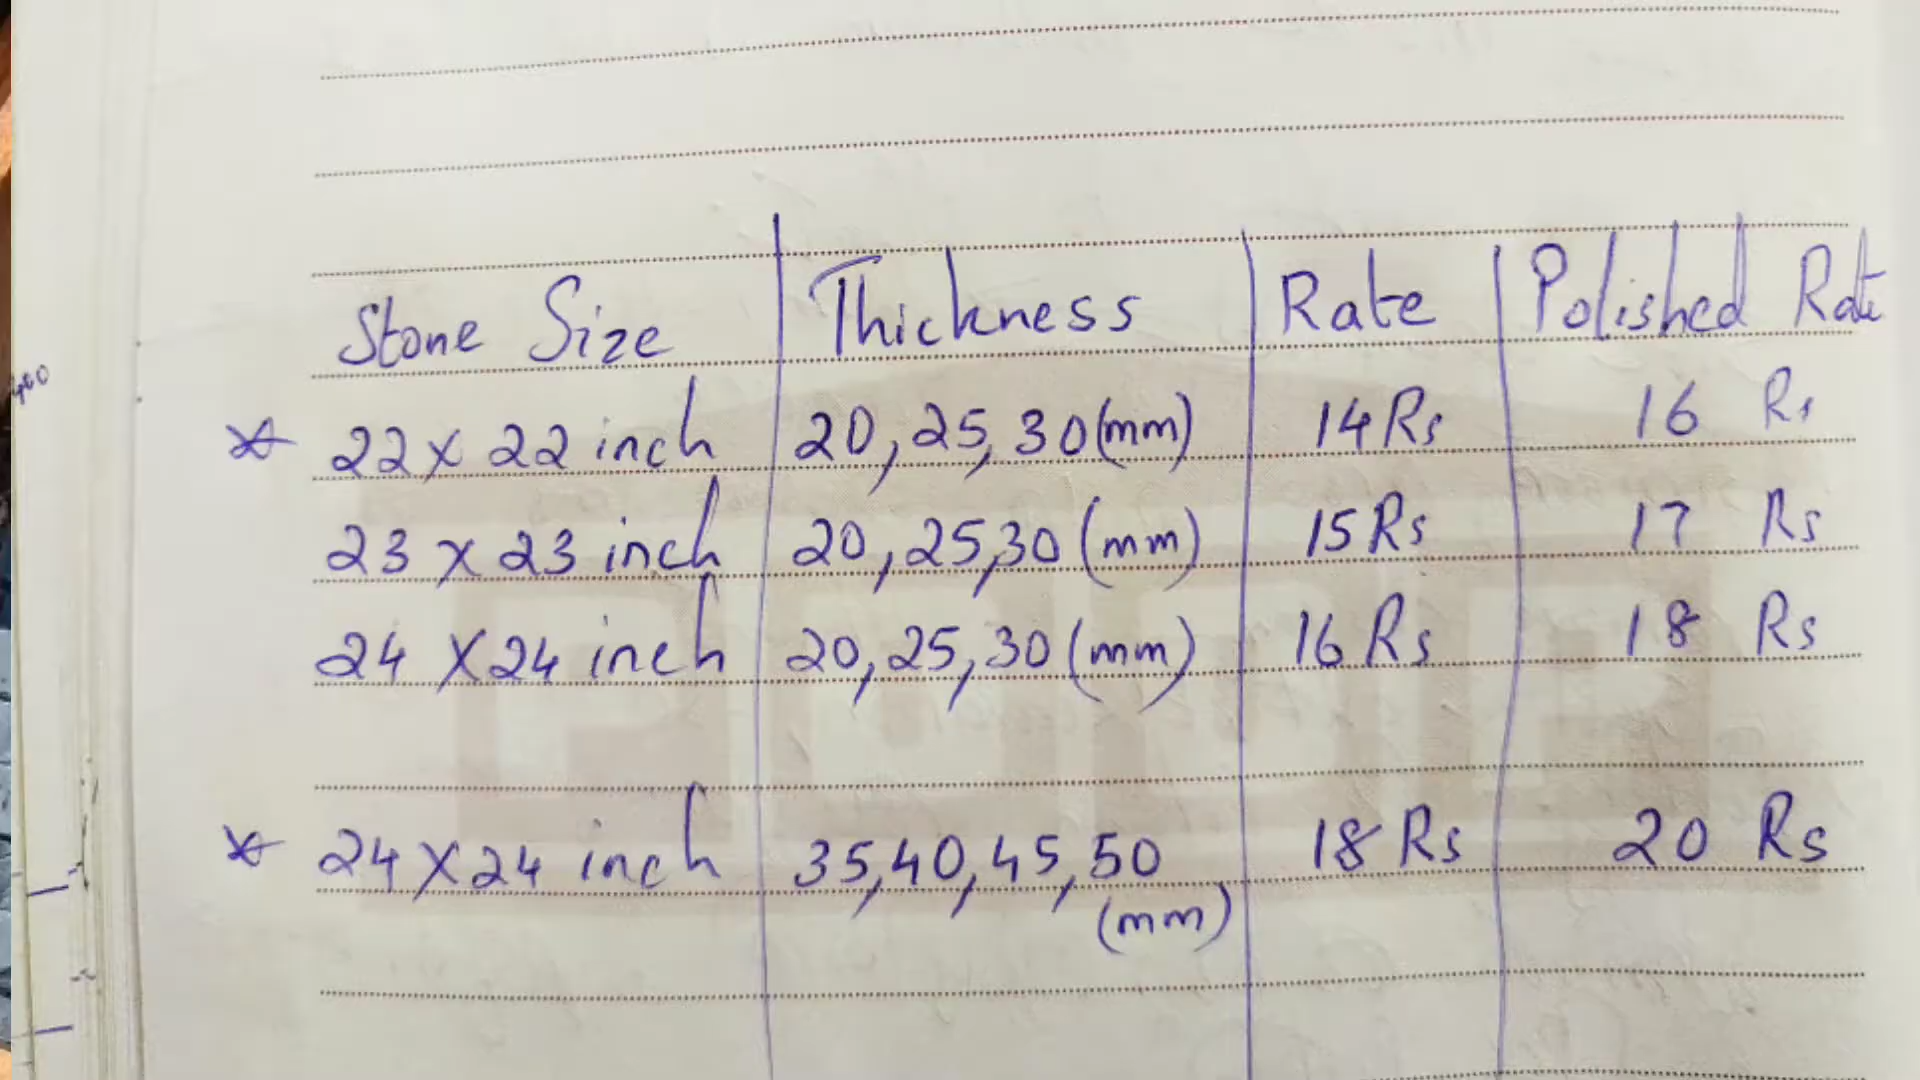 Stone Size Thickness Rate Polished Rate
* 22 x 22 inch 20, 25, 30 (mm) 14 Rs 16 Rs
23 x 23 inch 20, 25, 30 (mm) 15 Rs 17 Rs
24 x 24 inch 20, 25, 30 (mm) 16 Rs 18 Rs
* 24 x 24 inch 35, 40, 45, 50 18 Rs 20 Rs
(mm)